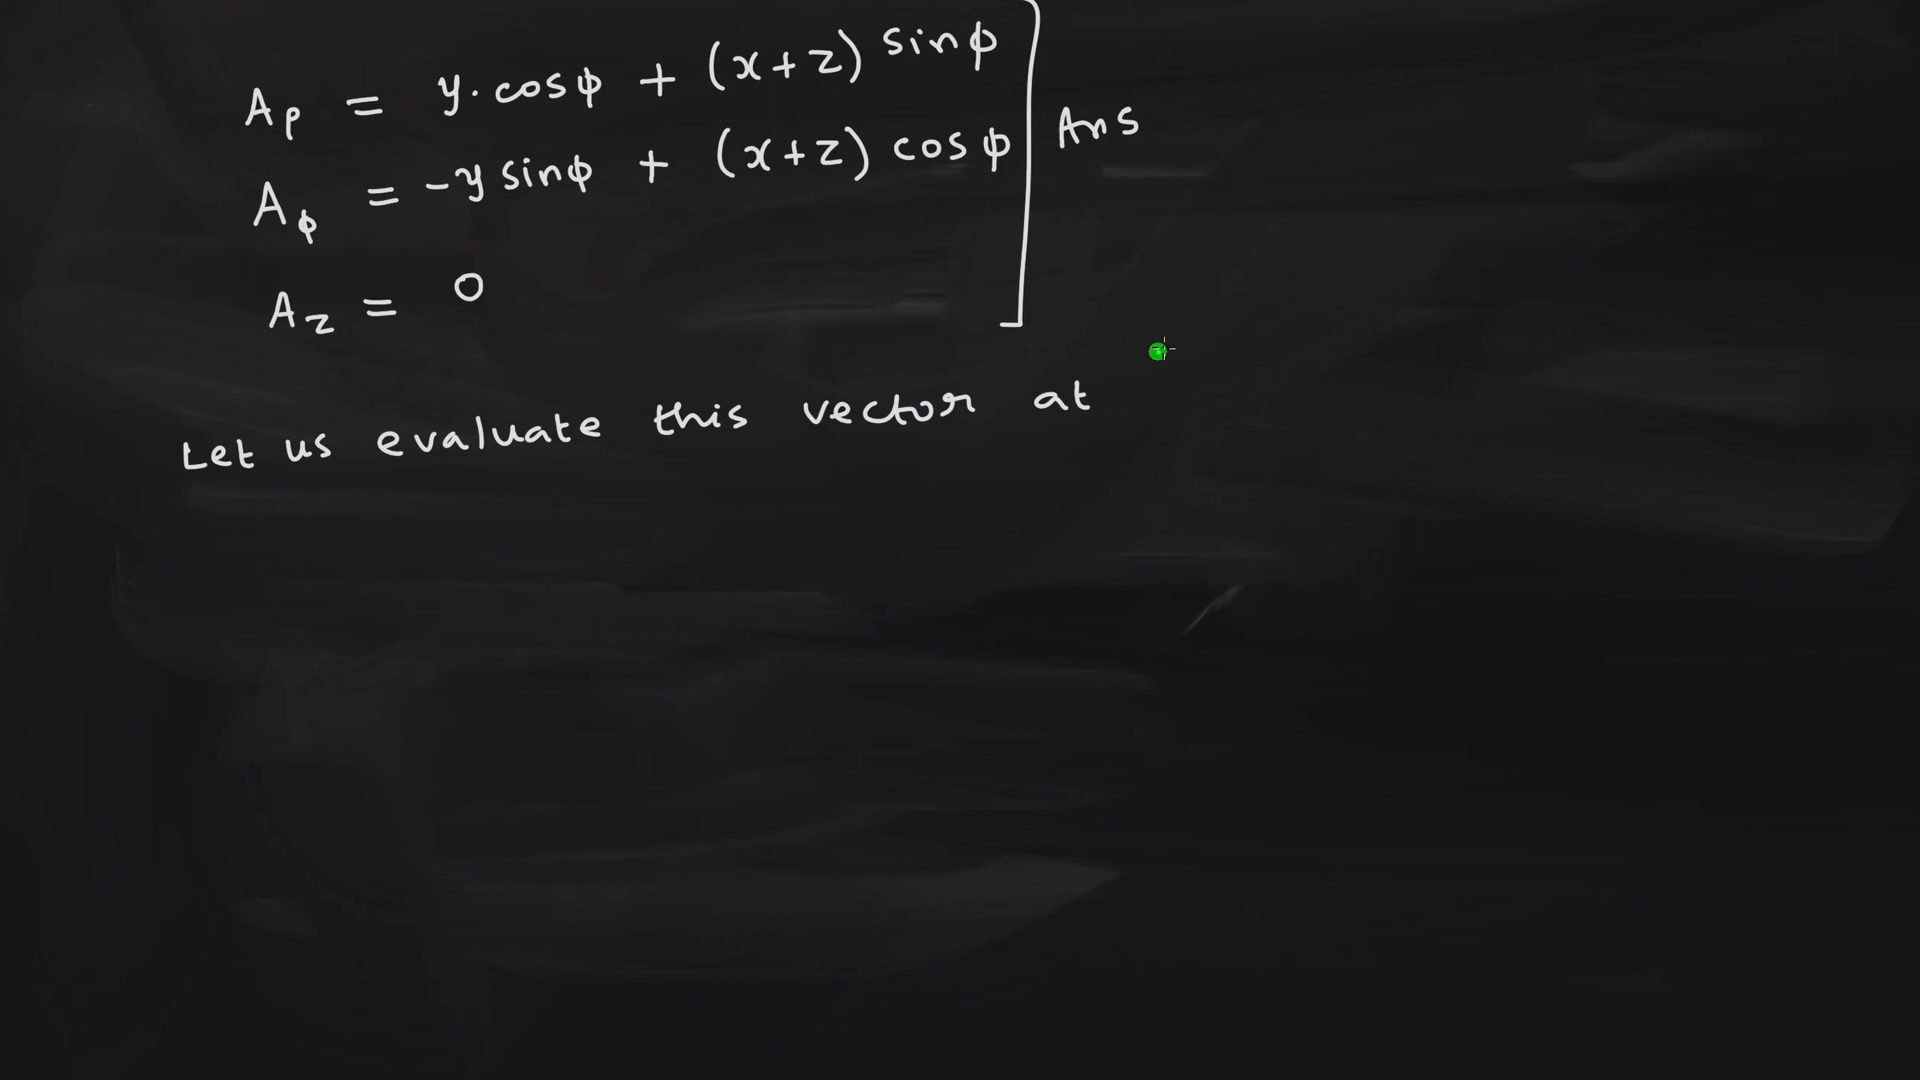 Aρ = y·cosφ + (x+z) sinφ
Aφ = -y sinφ + (x+z) cosφ Ans
Az = 0
Let us evaluate this vector at